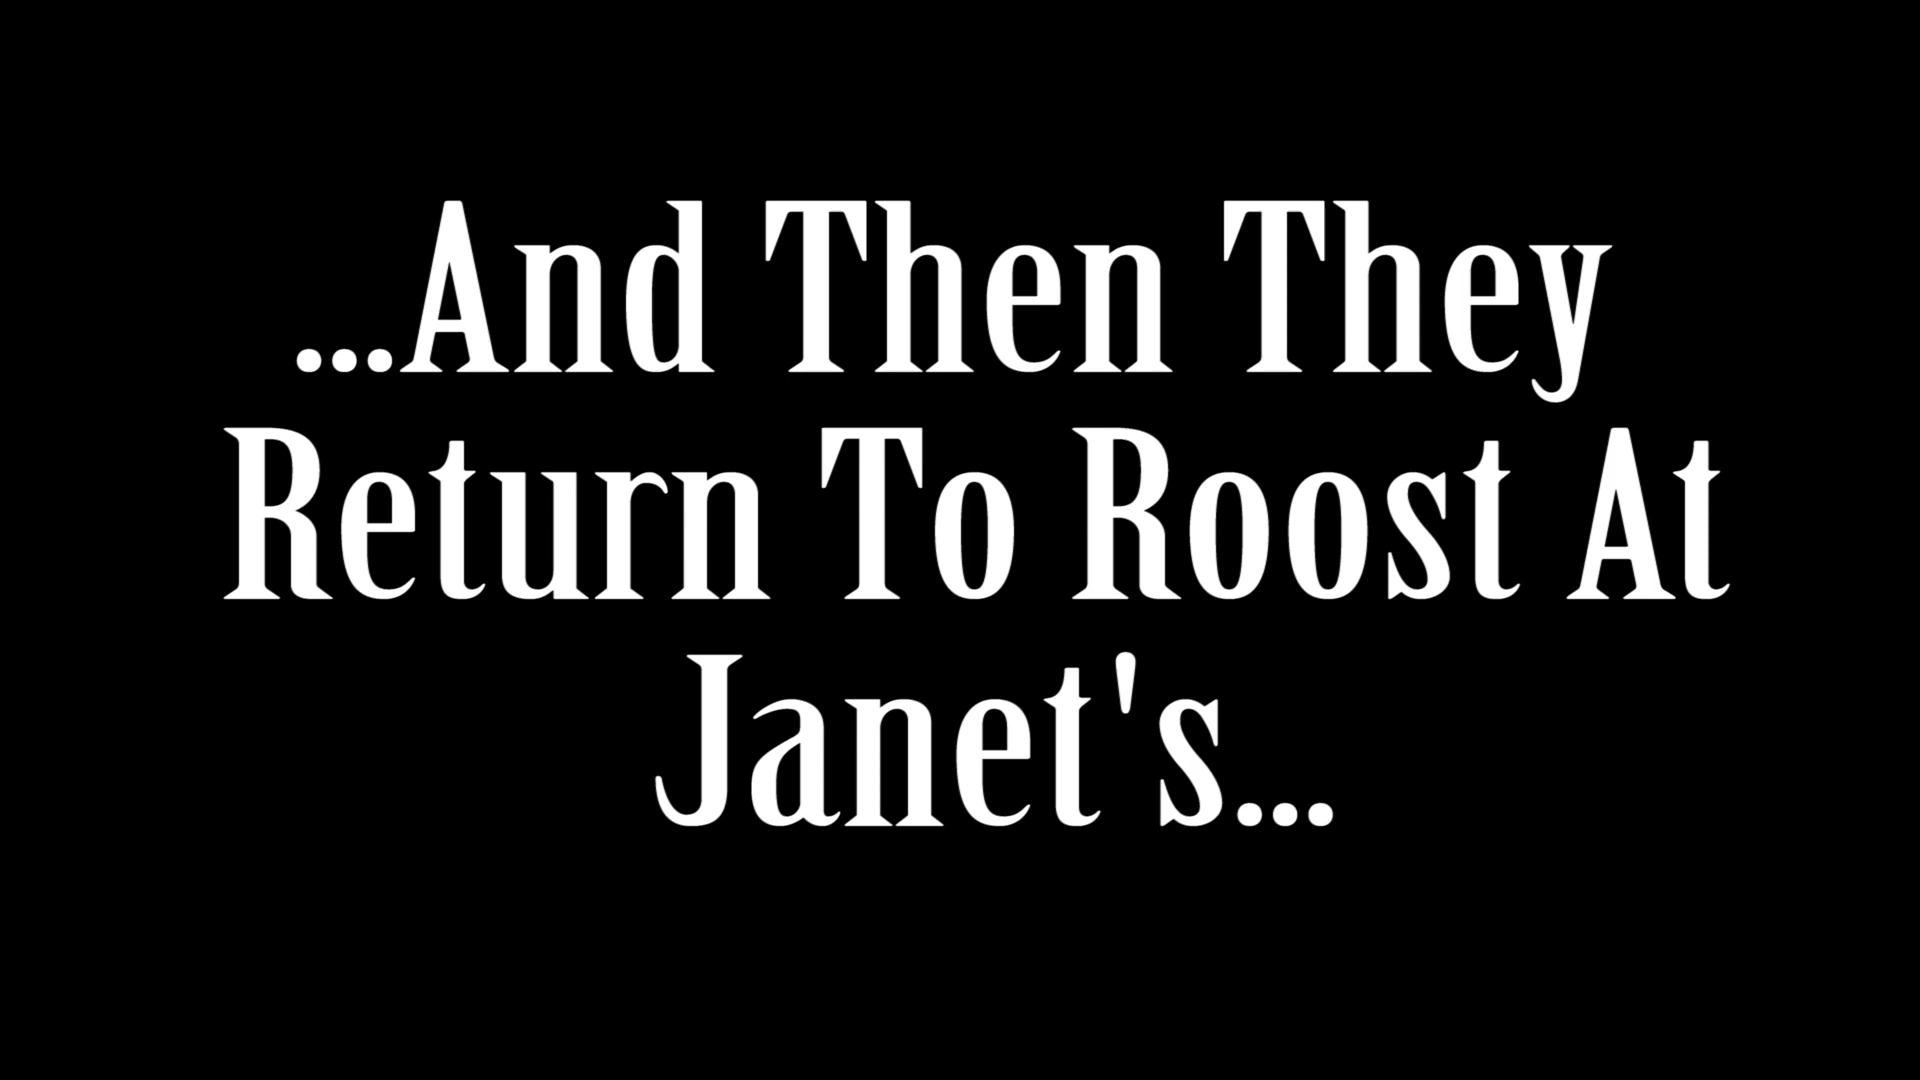 ...And Then They
Return To Roost At
Janet's...